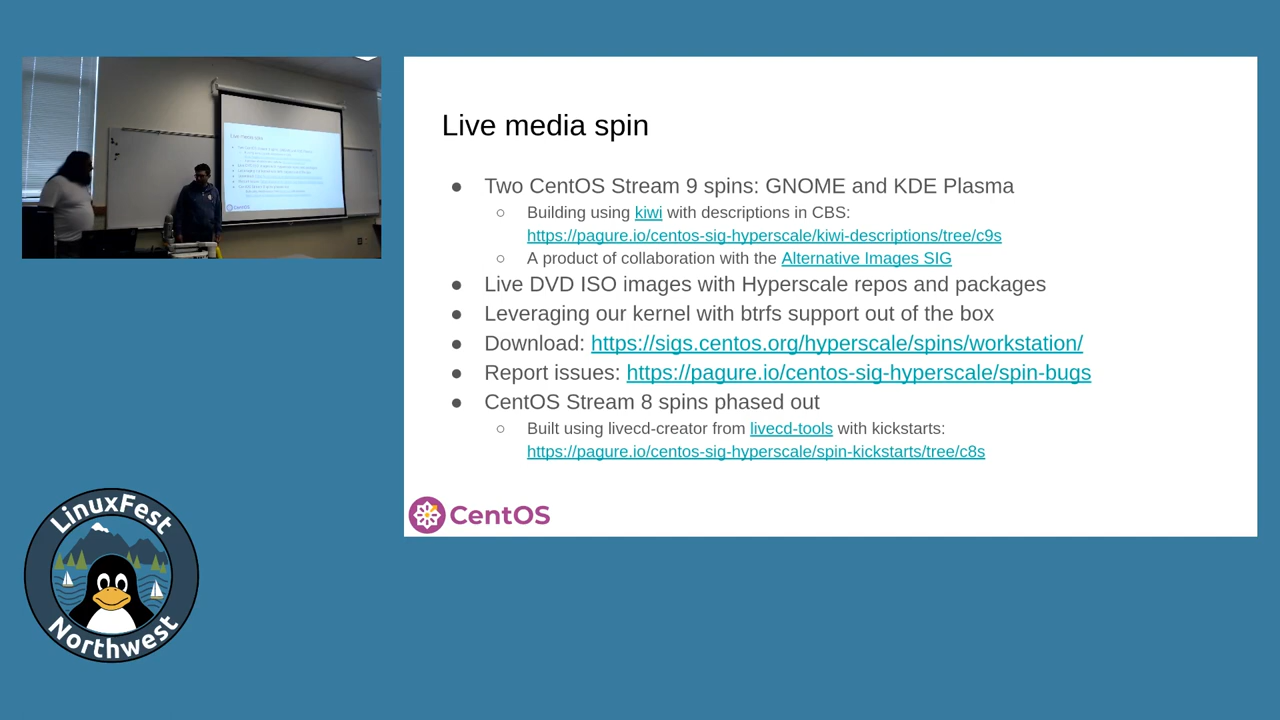 Live media spin
● Two CentOS Stream 9 spins: GNOME and KDE Plasma
○ Building using kiwi with descriptions in CBS:
https://pagure.io/centos-sig-hyperscale/kiwi-descriptions/tree/c9s
○ A product of collaboration with the Alternative Images SIG
● Live DVD ISO images with Hyperscale repos and packages
● Leveraging our kernel with btrfs support out of the box
● Download: https://sigs.centos.org/hyperscale/spins/workstation/
● Report issues: https://pagure.io/centos-sig-hyperscale/spin-bugs
● CentOS Stream 8 spins phased out
○ Built using livecd-creator from livecd-tools with kickstarts:
https://pagure.io/centos-sig-hyperscale/spin-kickstarts/tree/c8s
CentOS
LinuxFest
Northwest